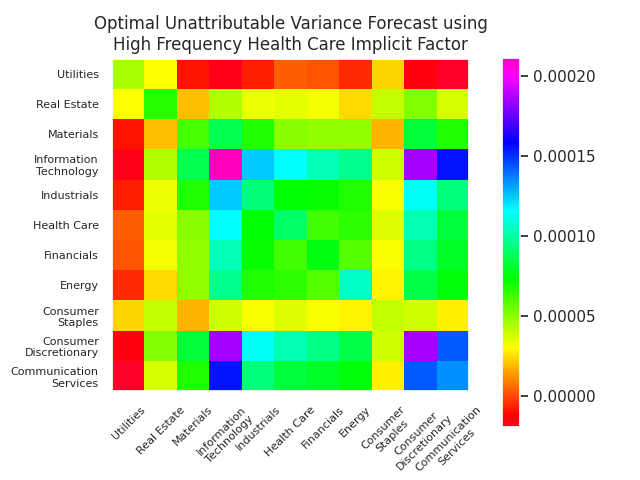 Optimal Unattributable Variance Forecast using
High Frequency Health Care Implicit Factor
Utilities
Real Estate
Materials
Information
Technology
Industrials
Health Care
Financials
Energy
Consumer
Staples
Consumer
Discretionary
Communication
Services
Utilities
Real Estate
Materials
Information
Technology
Industrials
Health Care
Financials
Energy
Consumer
Staples
Consumer
Discretionary
Communication
Services
0.00020
0.00015
0.00010
0.00005
0.00000